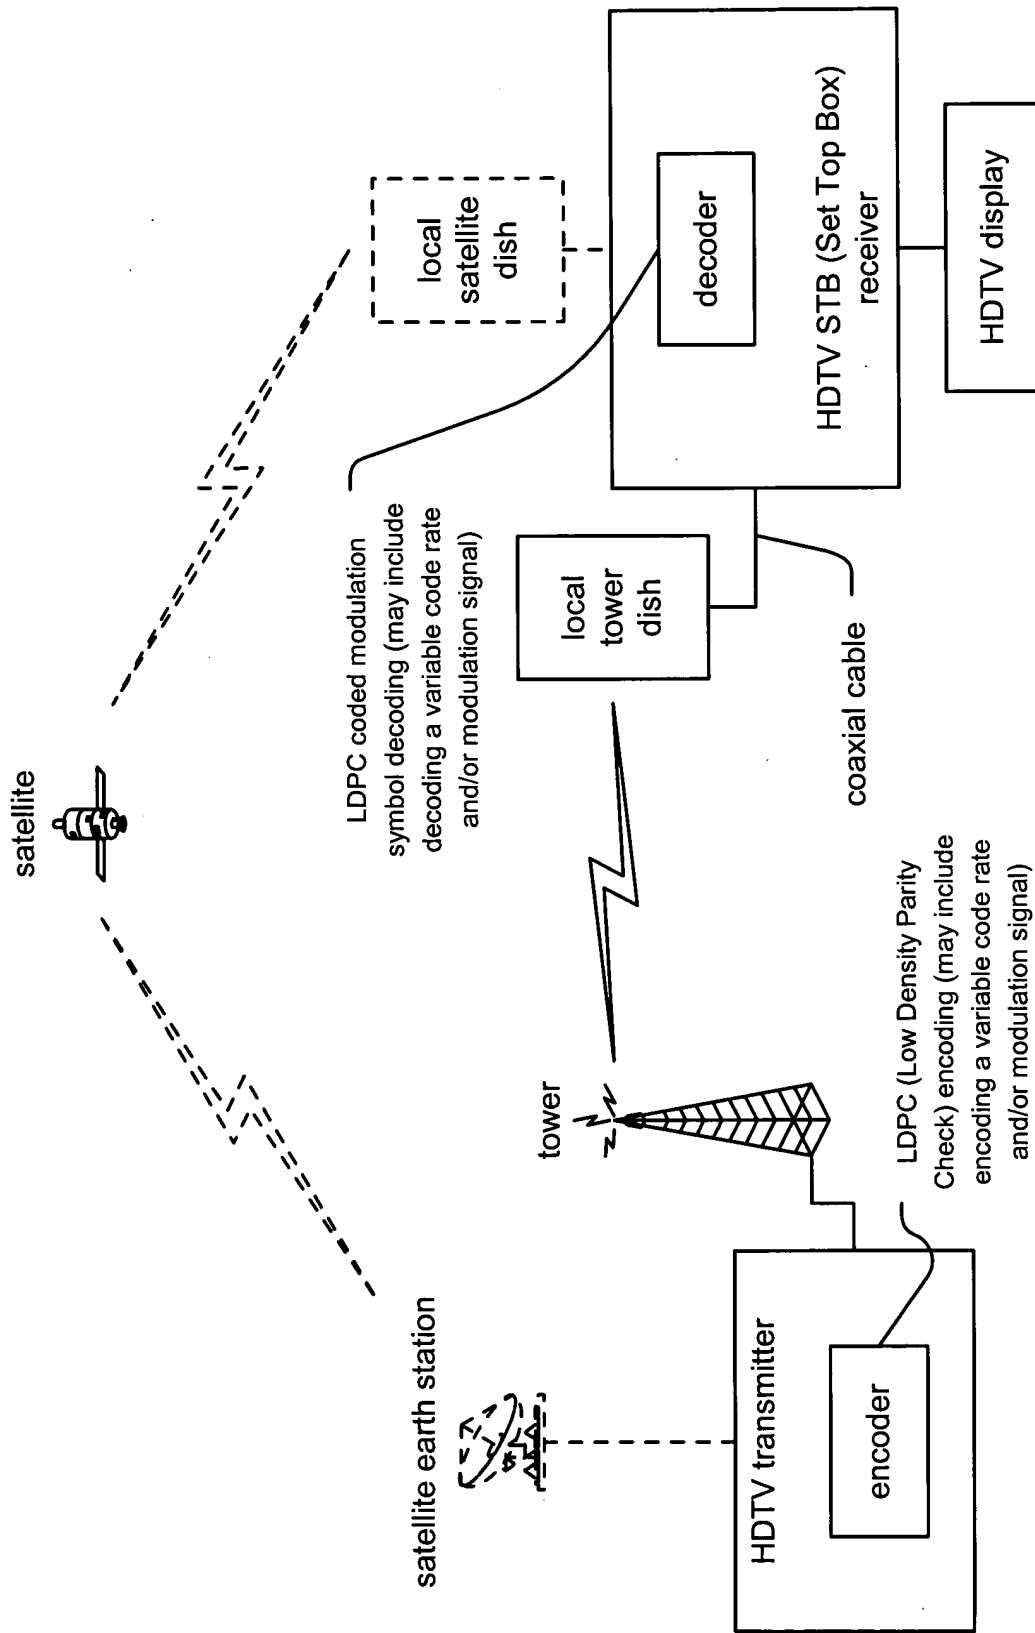 satellite
satellite earth station
local
satellite
dish
LDPC coded modulation
symbol decoding (may include
decoding a variable code rate
and/or modulation signal)
tower
local
tower
dish
decoder
HDTV STB (Set Top Box)
receiver
HDTV transmitter
encoder
LDPC (Low Density Parity
Check) encoding (may include
encoding a variable code rate
and/or modulation signal)
coaxial cable
HDTV display